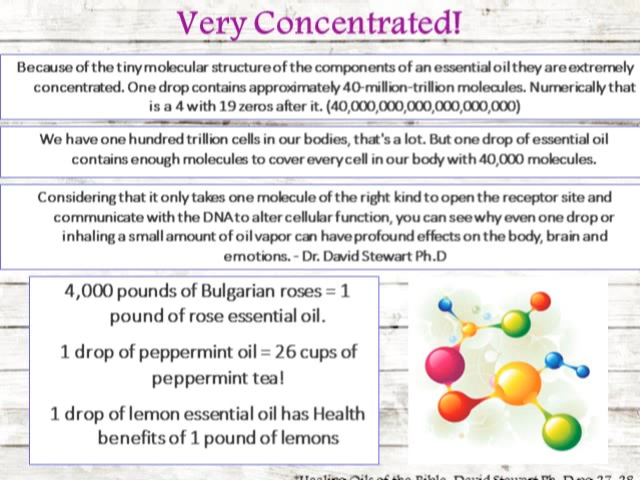 Very Concentrated!
Because of the tiny molecular structure of the components of an essential oil they are extremely
concentrated. One drop contains approximately 40-million-trillion molecules. Numerically that
is a 4 with 19 zeros after it. (40,000,000,000,000,000,000)
We have one hundred trillion cells in our bodies, that's a lot. But one drop of essential oil
contains enough molecules to cover every cell in our body with 40,000 molecules.
Considering that it only takes one molecule of the right kind to open the receptor site and
communicate with the DNA to alter cellular function, you can see why even one drop or
inhaling a small amount of oil vapor can have profound effects on the body, brain and
emotions. - Dr. David Stewart Ph.D
4,000 pounds of Bulgarian roses = 1
pound of rose essential oil.
1 drop of peppermint oil = 26 cups of
peppermint tea!
1 drop of lemon essential oil has Health
benefits of 1 pound of lemons
*Healing Oils of the Bible, David Stewart Ph.D pg 27-28